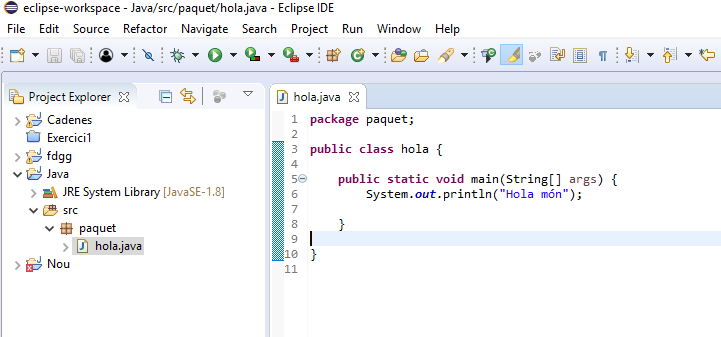 eclipse-workspace - Java/src/paquet/hola.java - Eclipse IDE
File Edit Source Refactor Navigate Search Project Run Window Help
Project Explorer
Cadenes
Exercici1
fdgg
Java
JRE System Library [JavaSE-1.8]
src
paquet
hola.java
Nou
hola.java
1 package paquet;
2
3 public class hola {
4
5 public static void main(String[] args) {
6 System.out.println("Hola món");
7
8 }
9
10 }
11